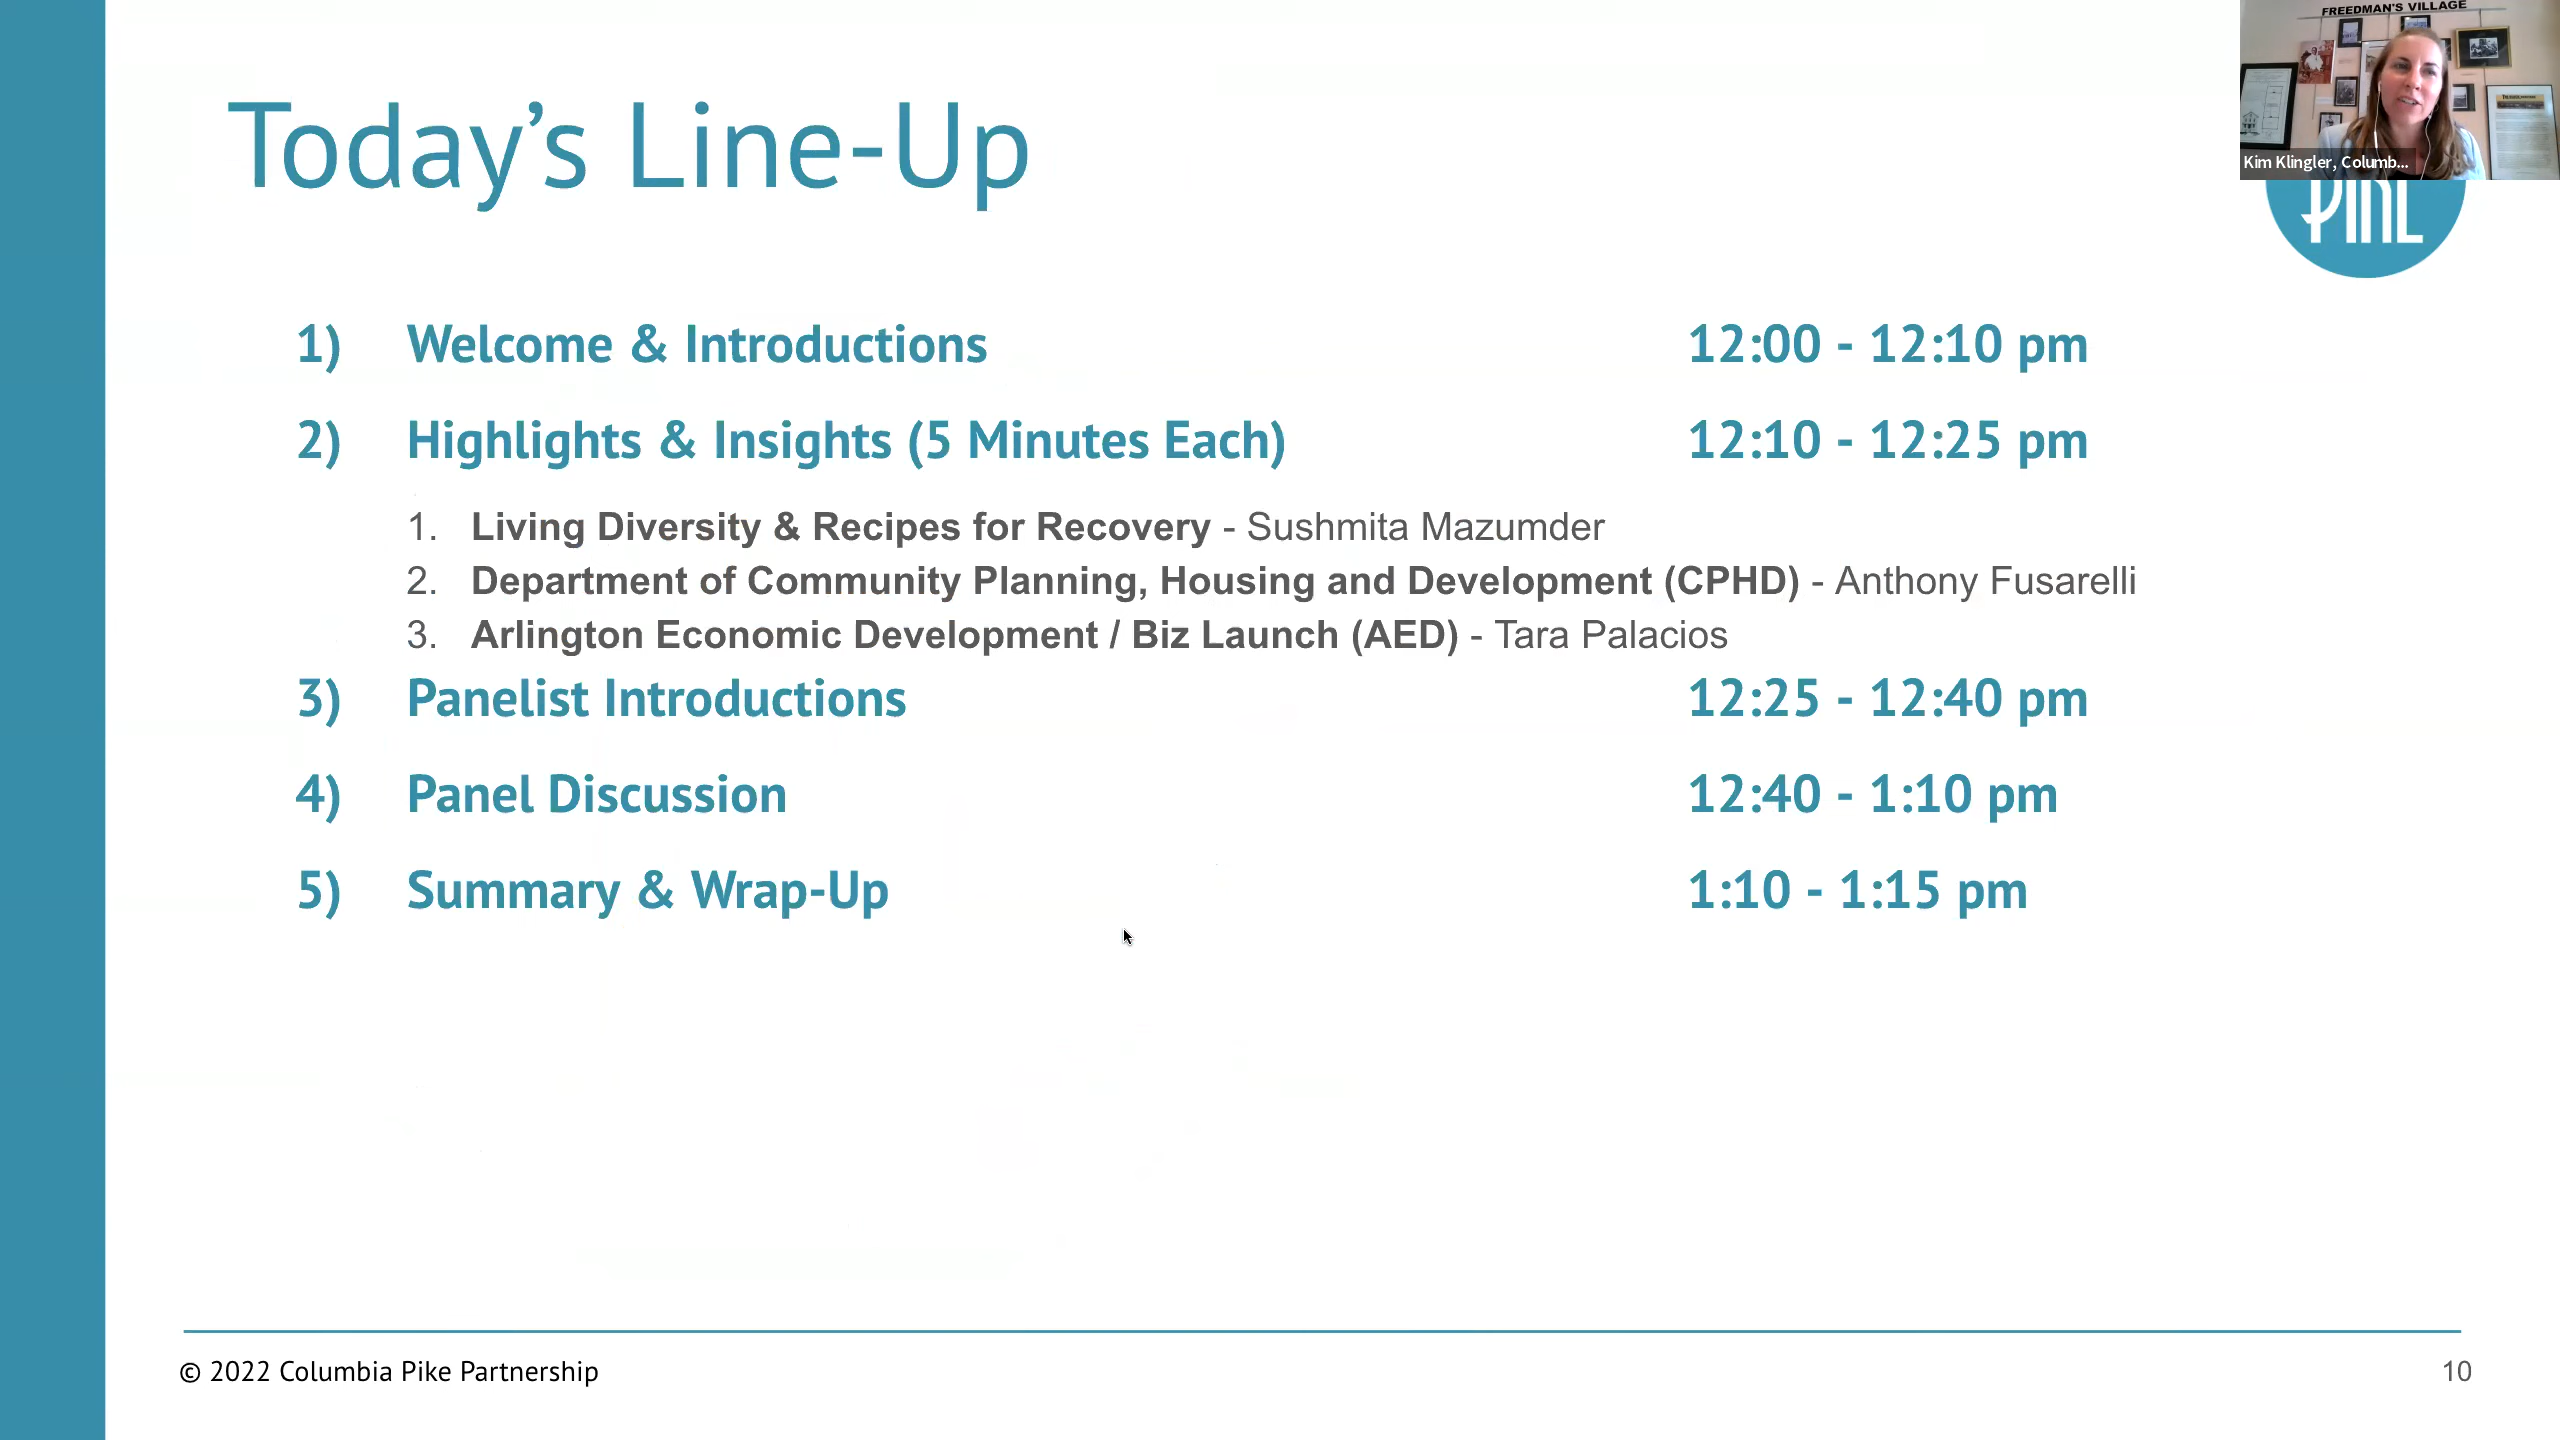 FREEDMAN'S VILLAGE
Kim Klingler, Columb...
Today's Line-Up
1) Welcome & Introductions 12:00 - 12:10 pm
2) Highlights & Insights (5 Minutes Each) 12:10 - 12:25 pm
1. Living Diversity & Recipes for Recovery - Sushmita Mazumder
2. Department of Community Planning, Housing and Development (CPHD) - Anthony Fusarelli
3. Arlington Economic Development / Biz Launch (AED) - Tara Palacios
3) Panelist Introductions 12:25 - 12:40 pm
4) Panel Discussion 12:40 - 1:10 pm
5) Summary & Wrap-Up 1:10 - 1:15 pm
© 2022 Columbia Pike Partnership
10